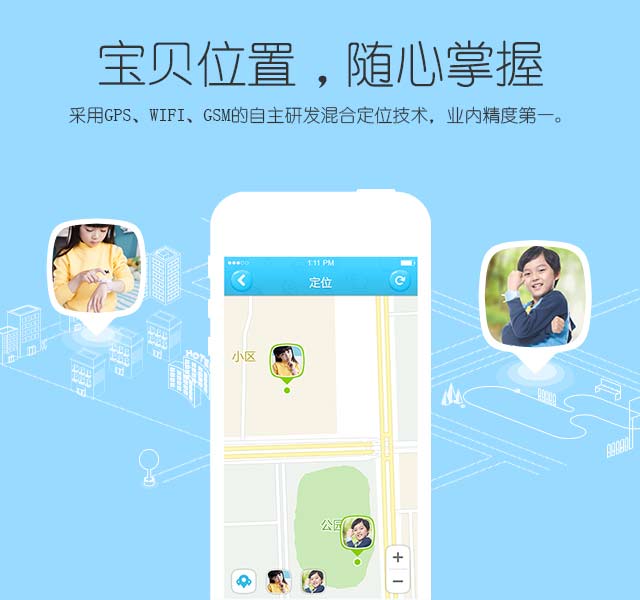 宝贝位置，随心掌握
采用GPS、WIFI、GSM的自主研发混合定位技术，业内精度第一。
1:11 PM
定位
小区
HOTEL
公园
+
−